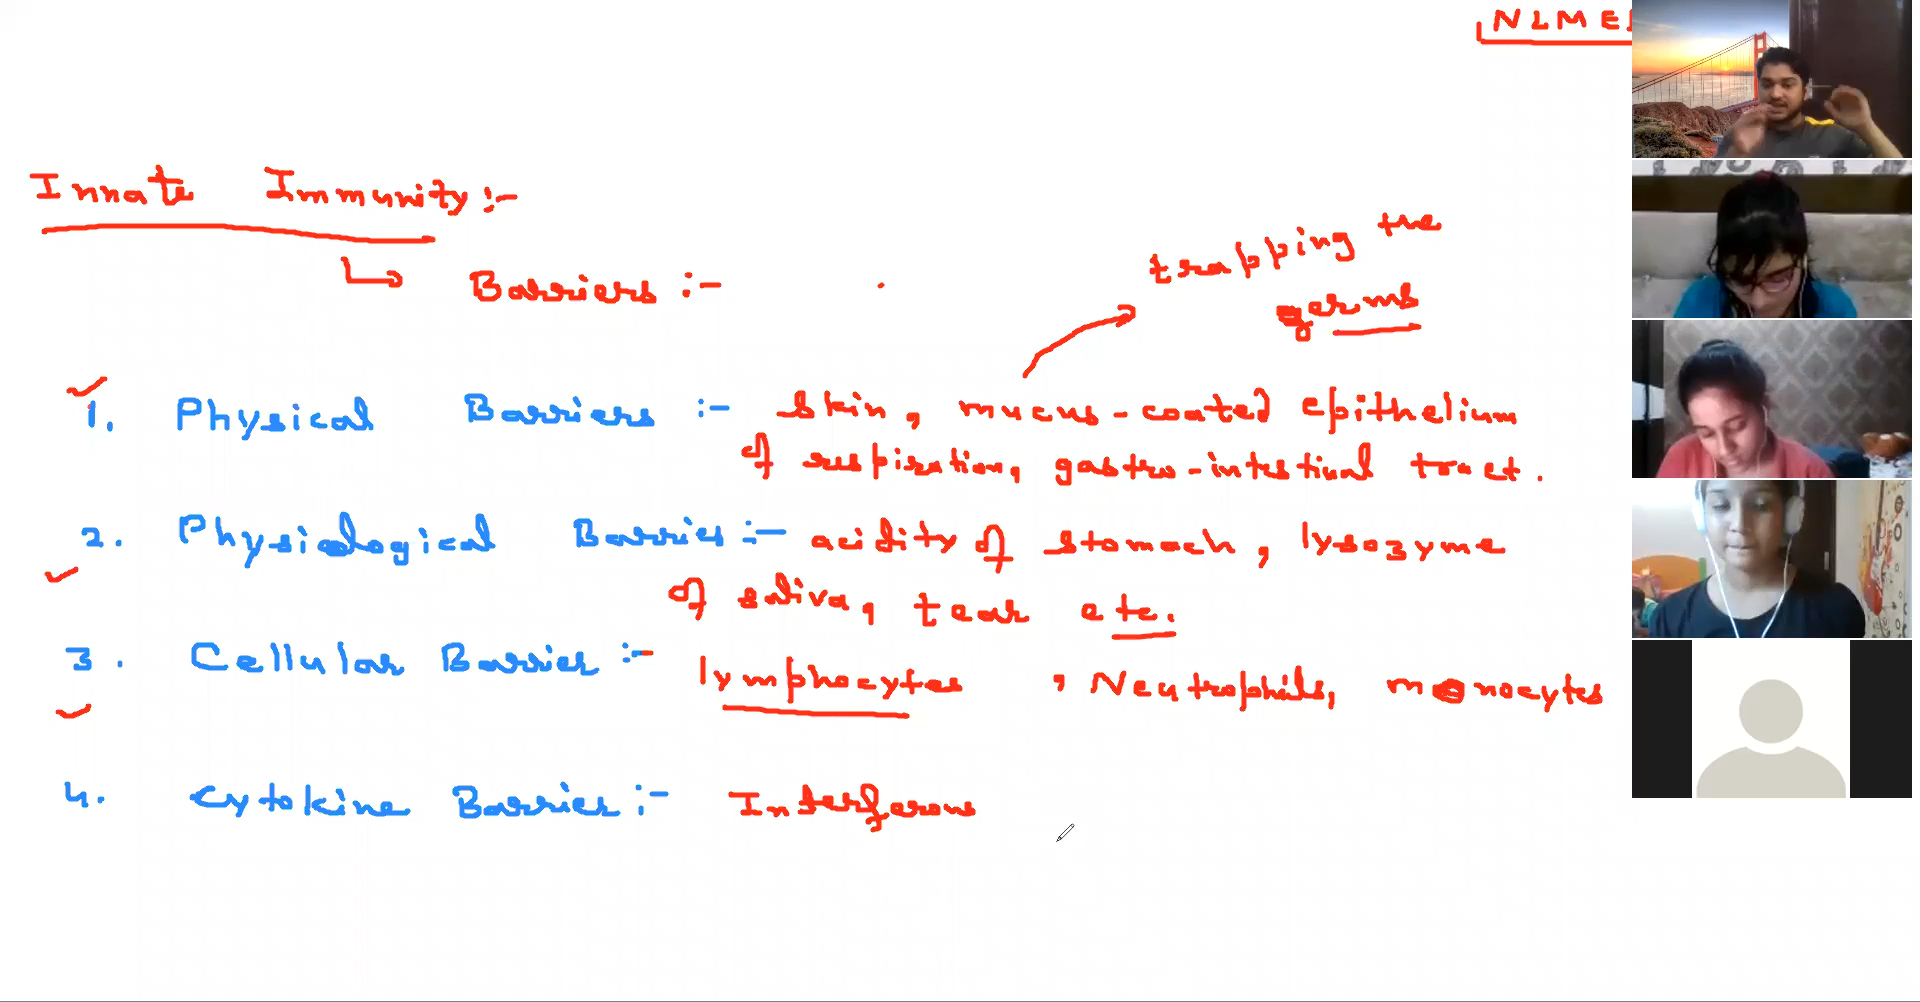 NLME
Innate Immunity :-
Barriers :-
trapping the
germs
1. Physical Barriers :- Skin, mucus-coated epithelium
of respiration, gastro-intestinal tract.
2. Physiological Barrier :- acidity of stomach, lysozyme
of saliva, tear etc.
3. Cellular Barrier :- lymphocytes, Neutrophils, monocytes
4. Cytokine Barrier :- Interferons